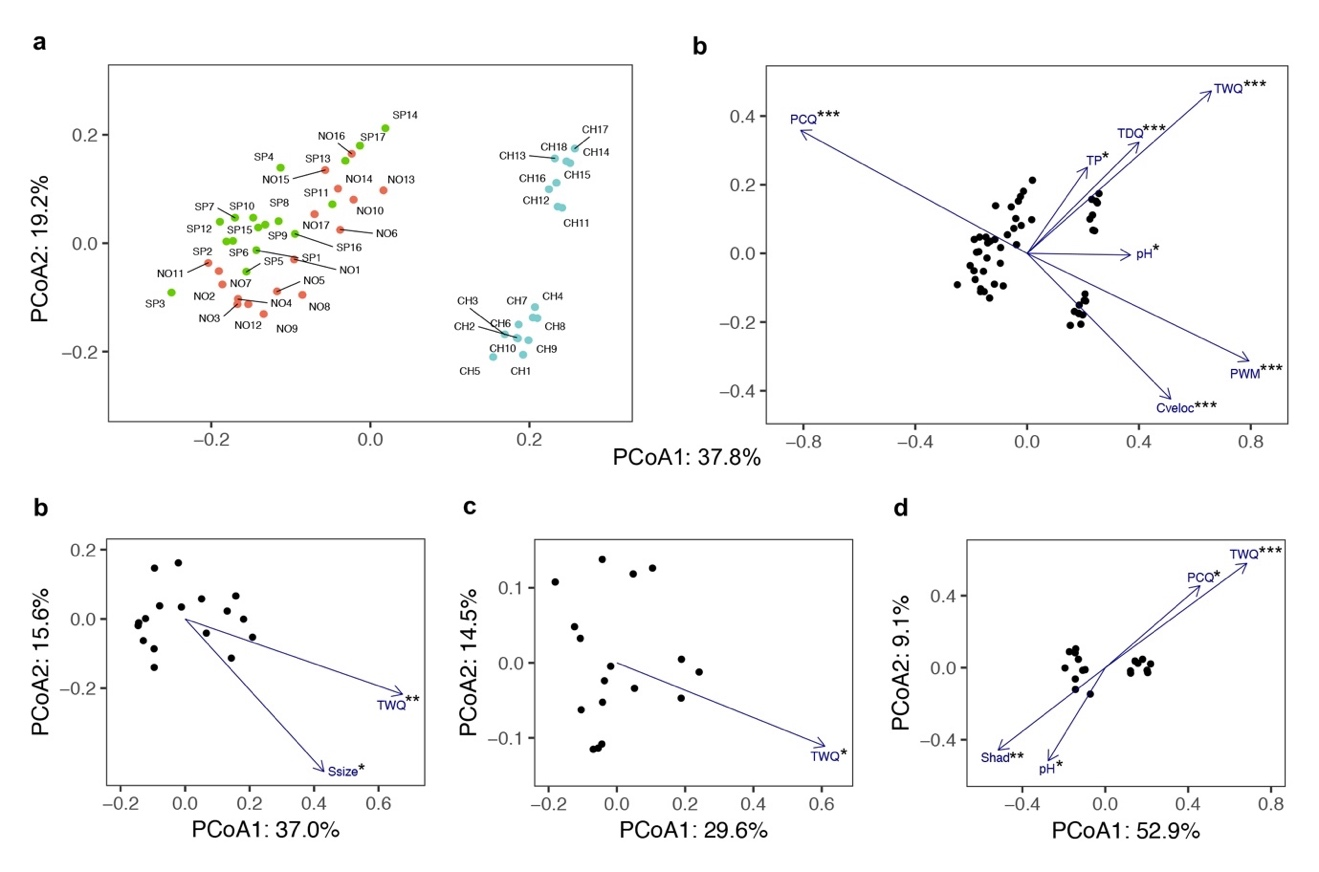 a
PCoA2: 19.2%
0.2
0.0
−0.2
−0.2
0.0
0.2
SP14
NO16
SP17
SP4
SP13
NO15
NO14
NO13
SP7
SP10
SP8
SP11
NO10
SP12
SP15
SP9
NO17
NO6
SP16
SP2
SP6
SP5
SP1
NO1
NO11
NO7
NO5
SP3
NO2
NO4
NO8
NO3
NO12
NO9
CH17
CH18
CH14
CH13
CH16
CH15
CH12
CH11
CH3
CH7
CH4
CH2
CH6
CH8
CH10
CH9
CH5
CH1
b
0.4
0.2
0.0
−0.2
−0.4
−0.8
−0.4
0.0
0.4
0.8
PCQ***
TWQ***
TDQ***
TP*
pH*
PWM***
Cveloc***
PCoA1: 37.8%
b
PCoA2: 15.6%
0.2
0.0
−0.2
TWQ**
Ssize*
−0.2
0.0
0.2
0.4
0.6
PCoA1: 37.0%
c
PCoA2: 14.5%
0.1
0.0
−0.1
TWQ*
−0.2
0.0
0.2
0.4
0.6
PCoA1: 29.6%
d
PCoA2: 9.1%
0.4
0.0
−0.4
TWQ***
PCQ*
Shad**
pH*
−0.4
0.0
0.4
0.8
PCoA1: 52.9%